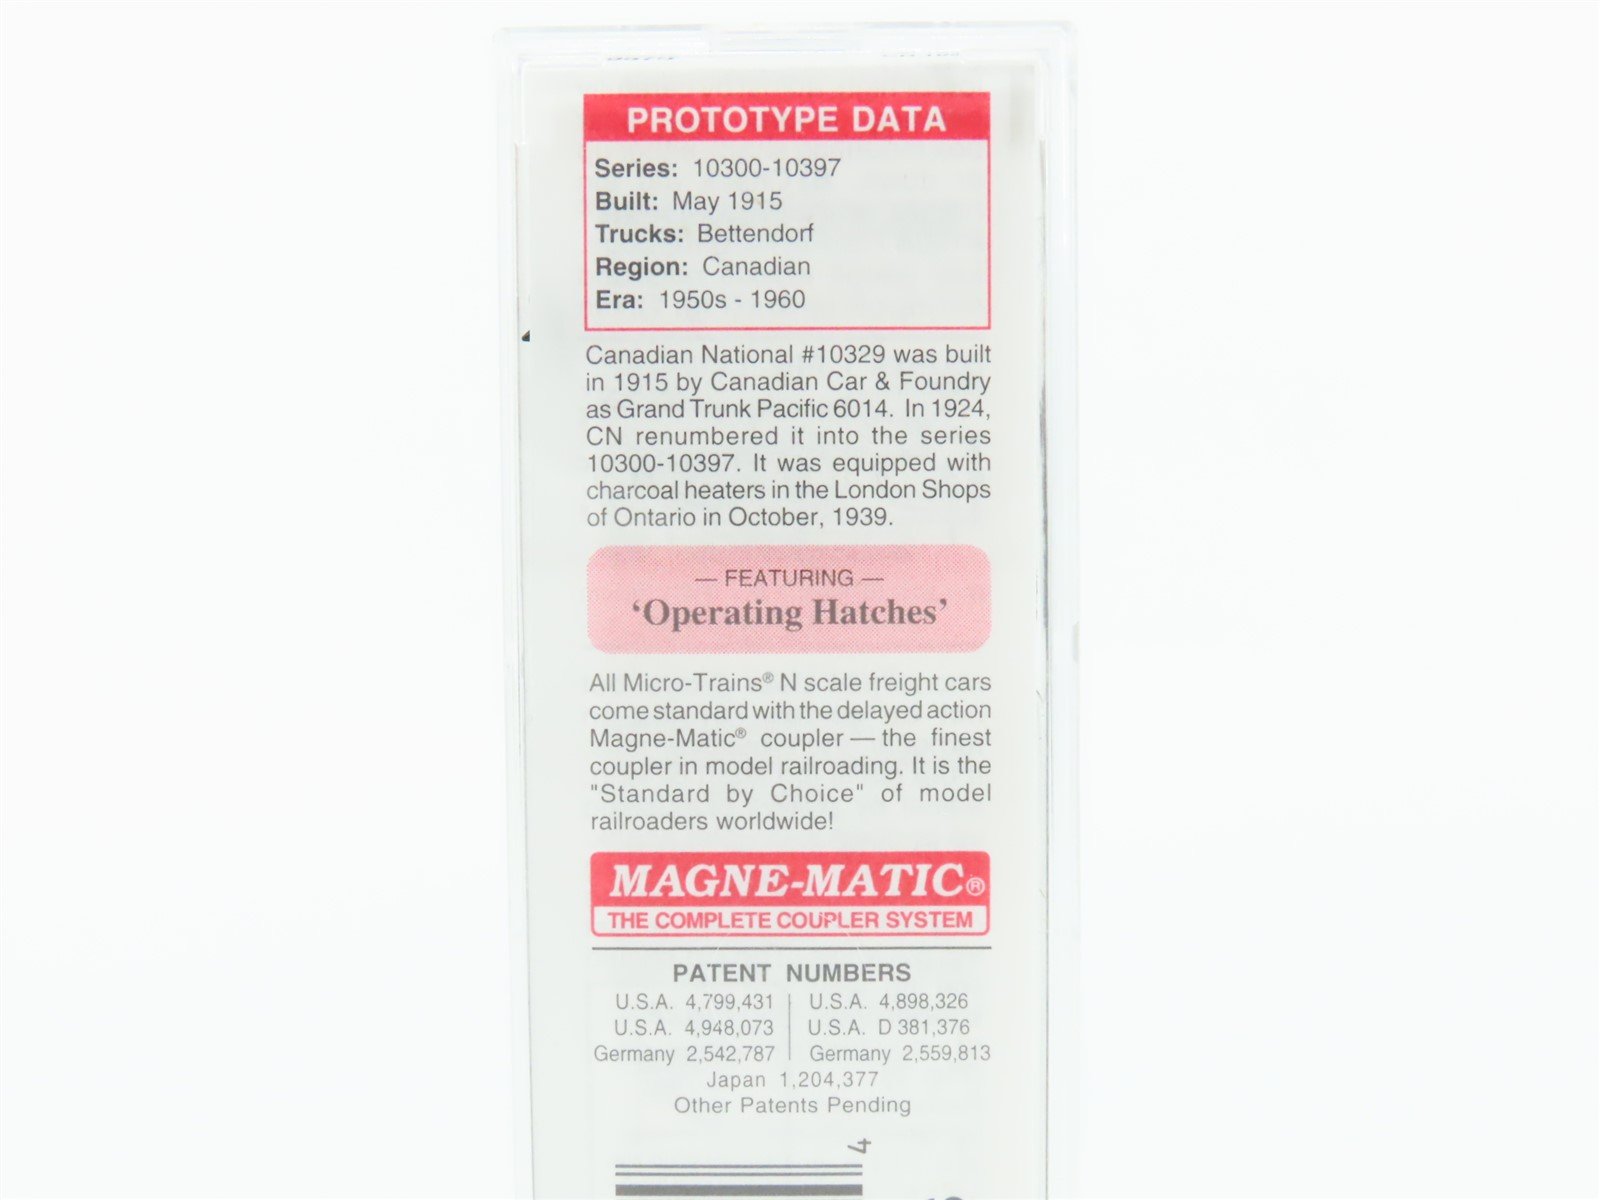 PROTOTYPE DATA
Series: 10300-10397
Built: May 1915
Trucks: Bettendorf
Region: Canadian
Era: 1950s - 1960
Canadian National #10329 was built
in 1915 by Canadian Car & Foundry
as Grand Trunk Pacific 6014. In 1924,
CN renumbered it into the series
10300-10397. It was equipped with
charcoal heaters in the London Shops
of Ontario in October, 1939.
— FEATURING —
‘Operating Hatches’
All Micro-Trains® N scale freight cars
come standard with the delayed action
Magne-Matic® coupler — the finest
coupler in model railroading. It is the
"Standard by Choice" of model
railroaders worldwide!
MAGNE-MATIC®
THE COMPLETE COUPLER SYSTEM
PATENT NUMBERS
U.S.A. 4,799,431 | U.S.A. 4,898,326
U.S.A. 4,948,073 | U.S.A. D 381,376
Germany 2,542,787 | Germany 2,559,813
Japan 1,204,377
Other Patents Pending
4